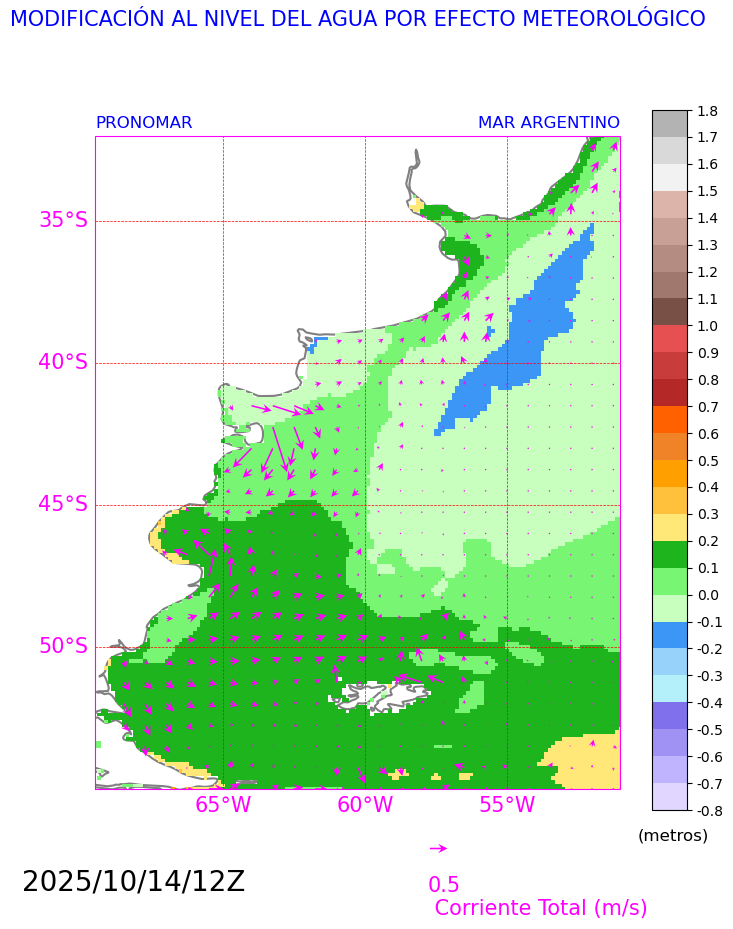 MODIFICACIÓN AL NIVEL DEL AGUA POR EFECTO METEOROLÓGICO
PRONOMAR MAR ARGENTINO
35°S
40°S
45°S
50°S
65°W 60°W 55°W
1.8
1.7
1.6
1.5
1.4
1.3
1.2
1.1
1.0
0.9
0.8
0.7
0.6
0.5
0.4
0.3
0.2
0.1
0.0
-0.1
-0.2
-0.3
-0.4
-0.5
-0.6
-0.7
-0.8
(metros)
2025/10/14/12Z
0.5
Corriente Total (m/s)